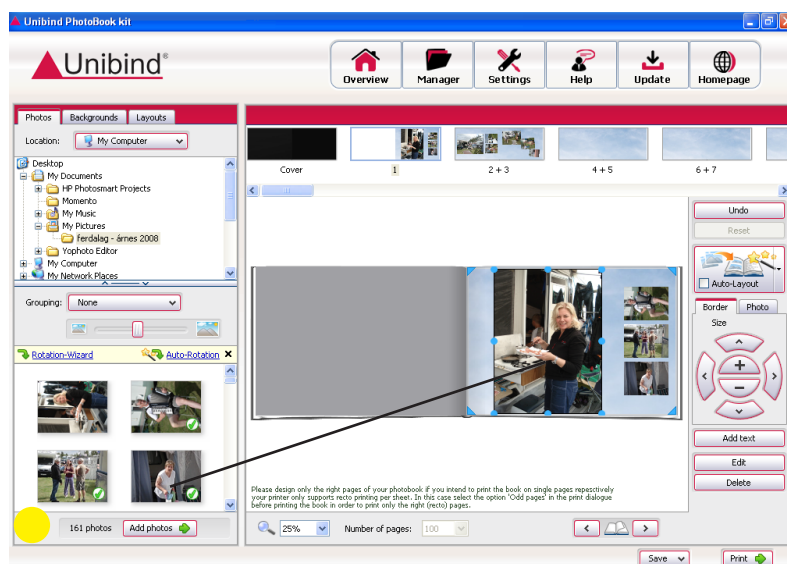 Unibind PhotoBook kit
Unibind®
Overview
Manager
Settings
Help
Update
Homepage
Photos
Backgrounds
Layouts
Location:
My Computer
Desktop
My Documents
HP Photosmart Projects
Momento
My Music
My Pictures
ferdalag - árnes 2008
Yophoto Editor
My Computer
My Network Places
Grouping:
None
Rotation-Wizard
Auto-Rotation
161 photos
Add photos
Cover
1
2 + 3
4 + 5
6 + 7
Undo
Reset
Auto-Layout
Border
Photo
Size
Add text
Edit
Delete
Please design only the right pages of your photobook if you intend to print the book on single pages repesctively
your printer only supports recto printing per sheet. In this case select the option 'Odd pages' in the print dialogue
before printing the book in order to print only the right (recto) pages.
25%
Number of pages:
100
Save
Print